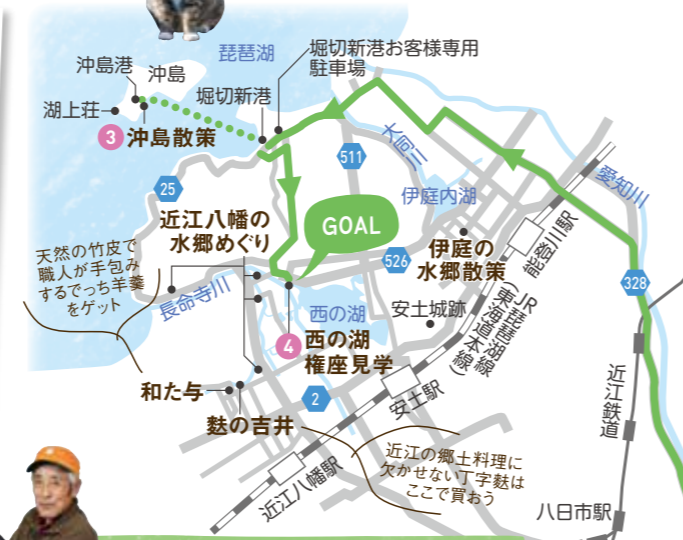 琵琶湖
堀切新港お客様専用
駐車場
沖島港
沖島
湖上荘
堀切新港
3 沖島散策
大同川
511
25
愛知川
伊庭内湖
近江八幡の
水郷めぐり
GOAL
伊庭の
水郷散策
能登川駅
526
328
天然の竹皮で
職人が手包み
するでっち羊羹
をゲット
長命寺川
西の湖
安土城跡
JR琵琶湖線
(東海道本線)
4 西の湖
権座見学
近江鉄道
和た与
2
安土駅
麩の吉井
近江八幡駅
近江の郷土料理に
欠かせない丁字麩は
ここで買おう
八日市駅